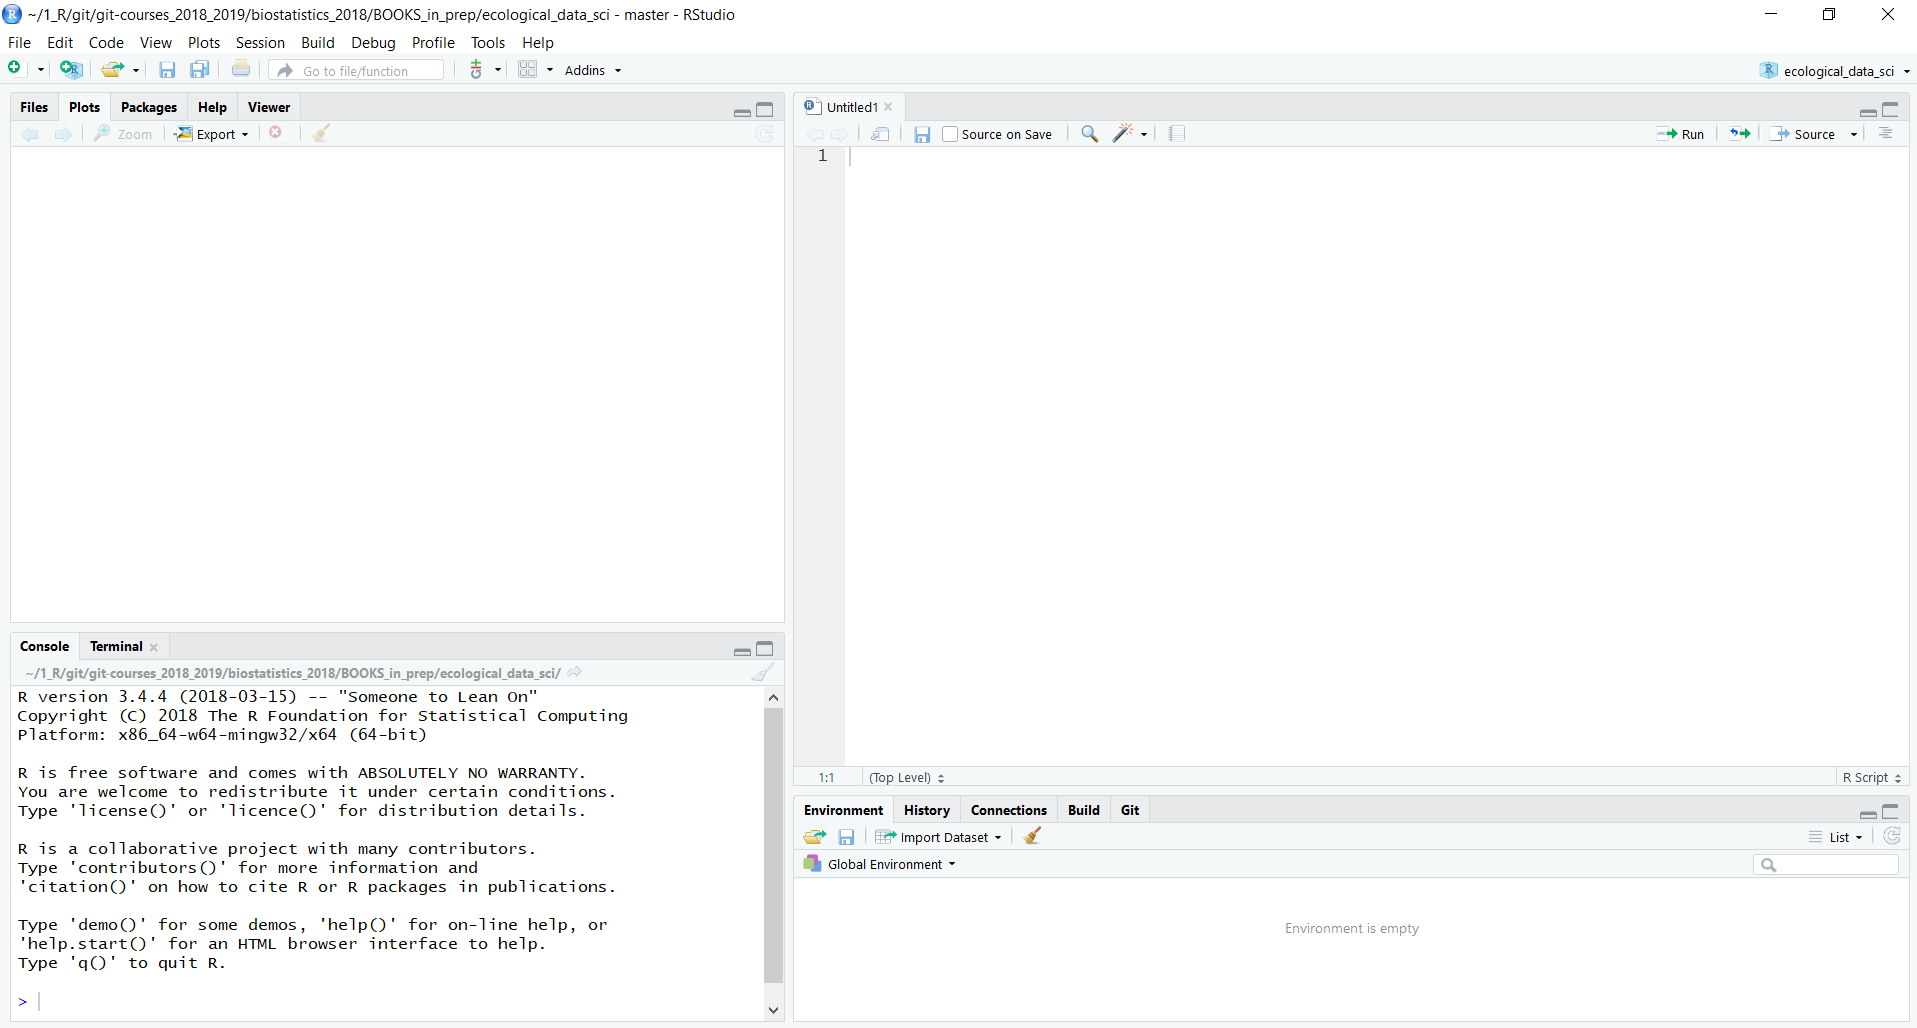 ~/1_R/git/git-courses_2018_2019/biostatistics_2018/BOOKS_in_prep/ecological_data_sci - master - RStudio
File Edit Code View Plots Session Build Debug Profile Tools Help
Go to file/function Addins ecological_data_sci
Files Plots Packages Help Viewer
Zoom Export
Untitled1
Source on Save Run Source
1
1:1 (Top Level) R Script
Console Terminal
~/1_R/git/git-courses_2018_2019/biostatistics_2018/BOOKS_in_prep/ecological_data_sci/
R version 3.4.4 (2018-03-15) -- "Someone to Lean On"
Copyright (C) 2018 The R Foundation for Statistical Computing
Platform: x86_64-w64-mingw32/x64 (64-bit)
R is free software and comes with ABSOLUTELY NO WARRANTY.
You are welcome to redistribute it under certain conditions.
Type 'license()' or 'licence()' for distribution details.
R is a collaborative project with many contributors.
Type 'contributors()' for more information and
'citation()' on how to cite R or R packages in publications.
Type 'demo()' for some demos, 'help()' for on-line help, or
'help.start()' for an HTML browser interface to help.
Type 'q()' to quit R.
>
Environment History Connections Build Git
Import Dataset List
Global Environment
Environment is empty